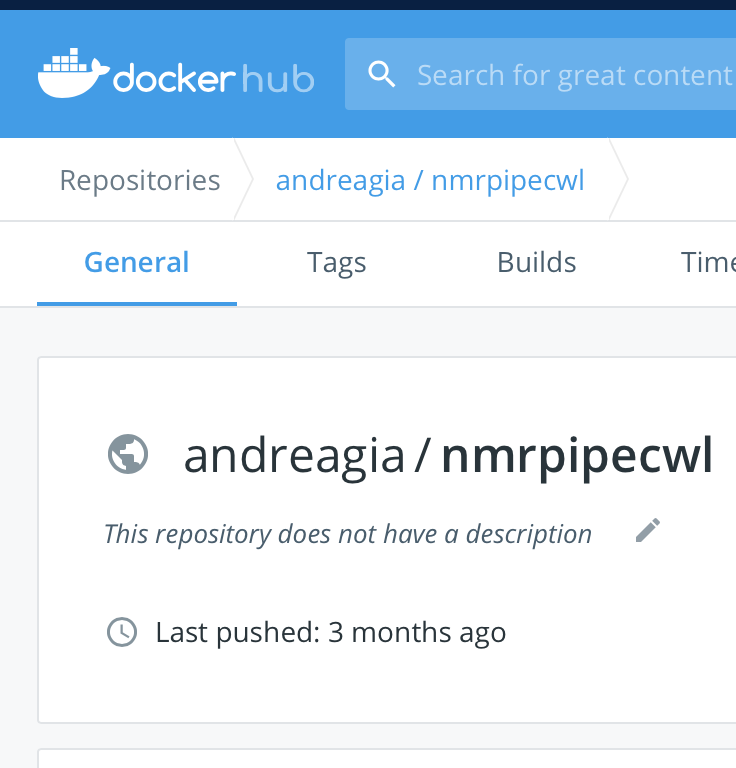 docker hub
Search for great content
Repositories
andreagia / nmrpipecwl
General Tags Builds Time
andreagia / nmrpipecwl
This repository does not have a description
Last pushed: 3 months ago